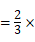 = 2/3 ×